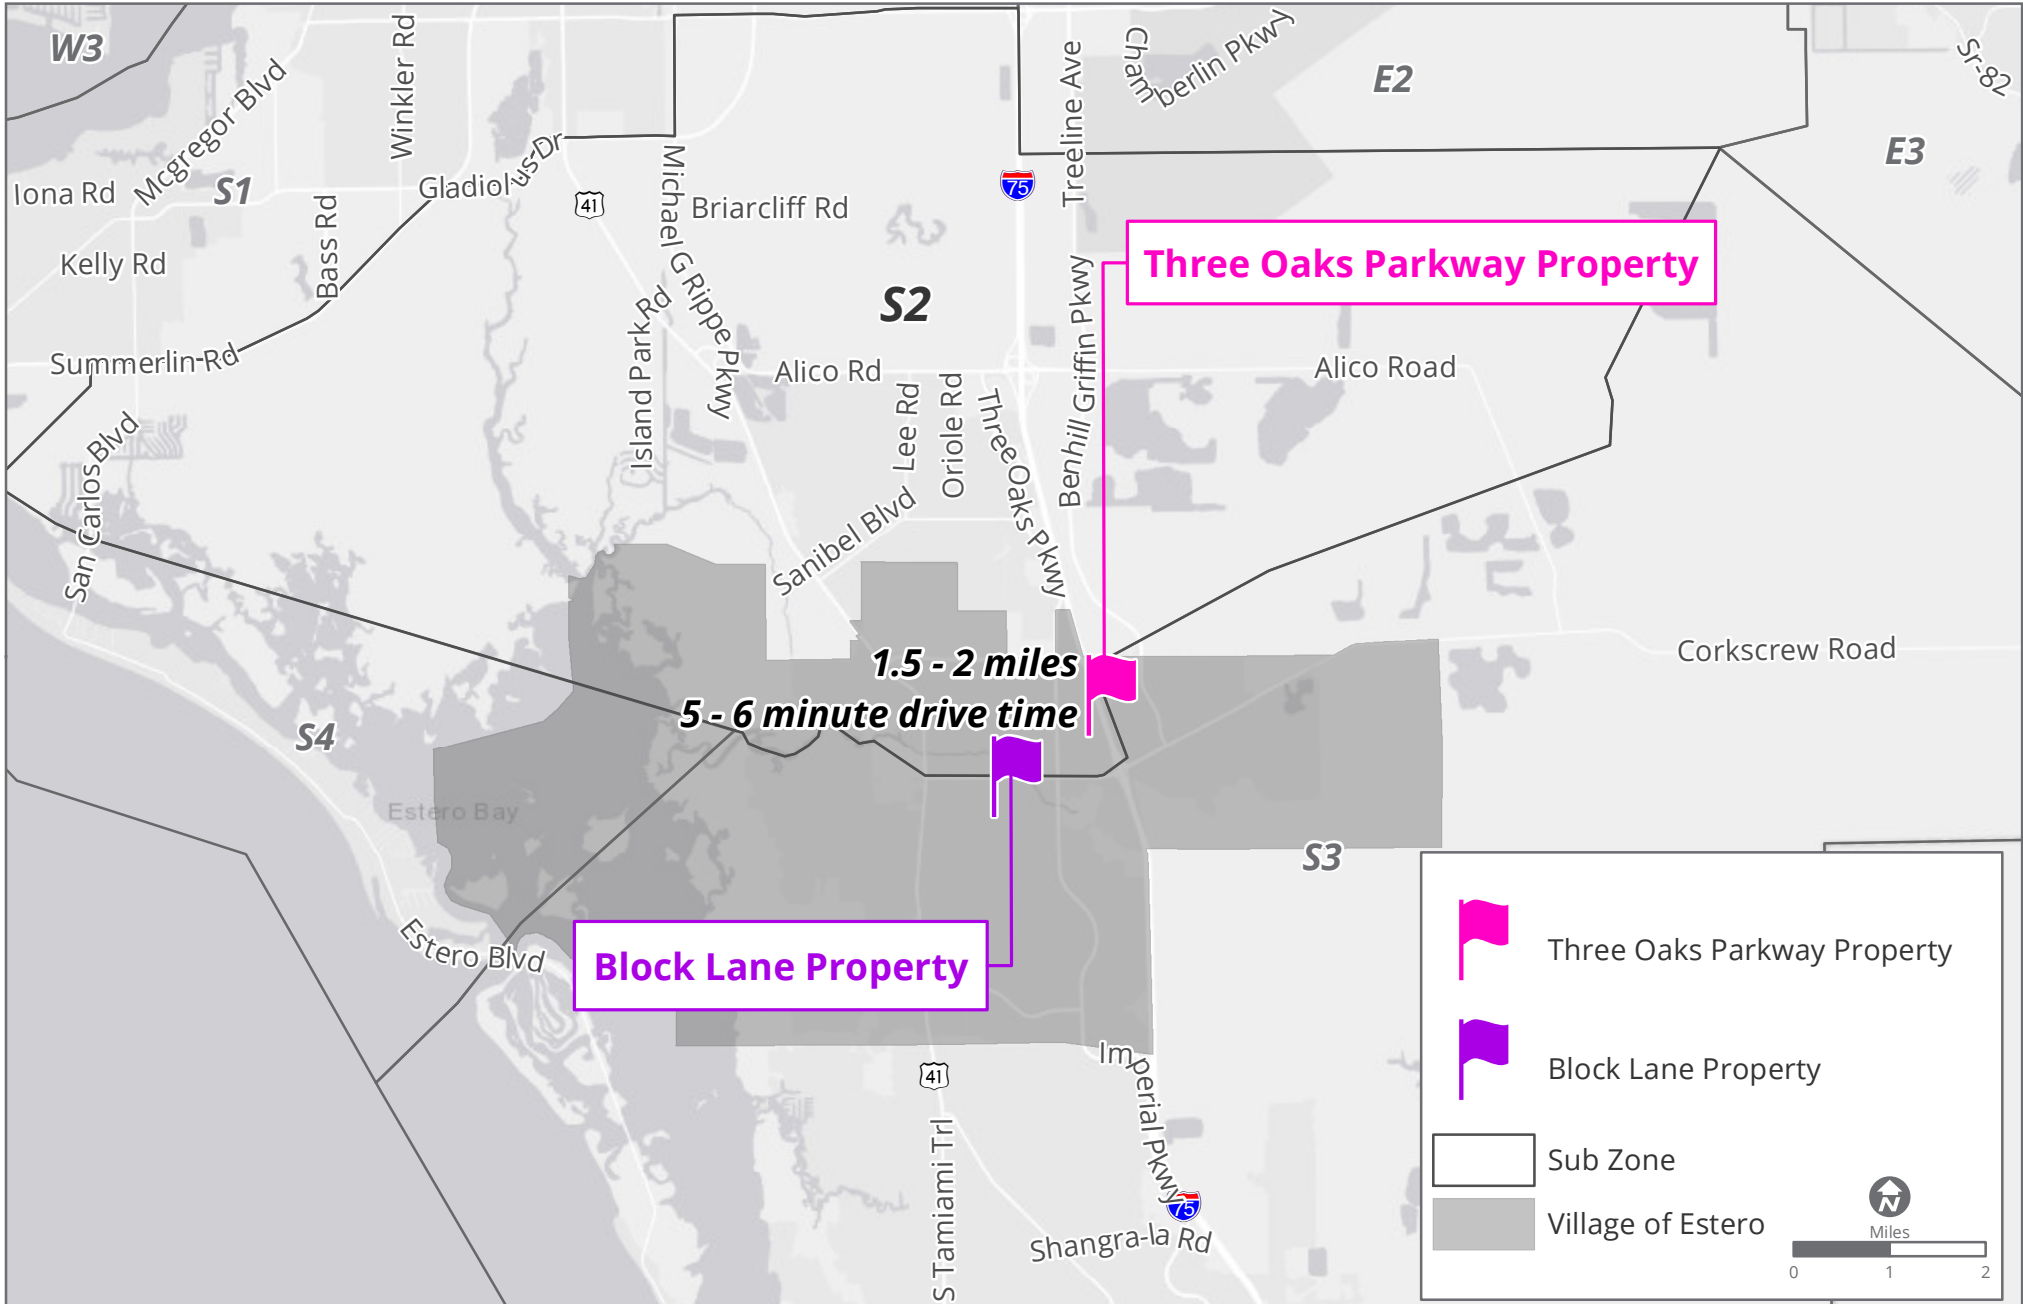 W3
Mcgregor Blvd
Winkler Rd
Treeline Ave
Chamberlin Pkwy
E2
Sr-82
E3
Iona Rd
S1
Gladiolus Dr
41
Michael G Rippe Pkwy
Briarcliff Rd
75
Kelly Rd
Bass Rd
Three Oaks Parkway Property
S2
Island Park Rd
Benhill Griffin Pkwy
Summerlin Rd
Alico Rd
Alico Road
Lee Rd
Oriole Rd
Three Oaks Pkwy
San Carlos Blvd
Sanibel Blvd
1.5 - 2 miles
5 - 6 minute drive time
Corkscrew Road
S4
Estero Bay
S3
Estero Blvd
Block Lane Property
Imperial Pkwy
41
S Tamiami Trl
75
Shangra-la Rd
Three Oaks Parkway Property
Block Lane Property
Sub Zone
Village of Estero
N
Miles
0 1 2